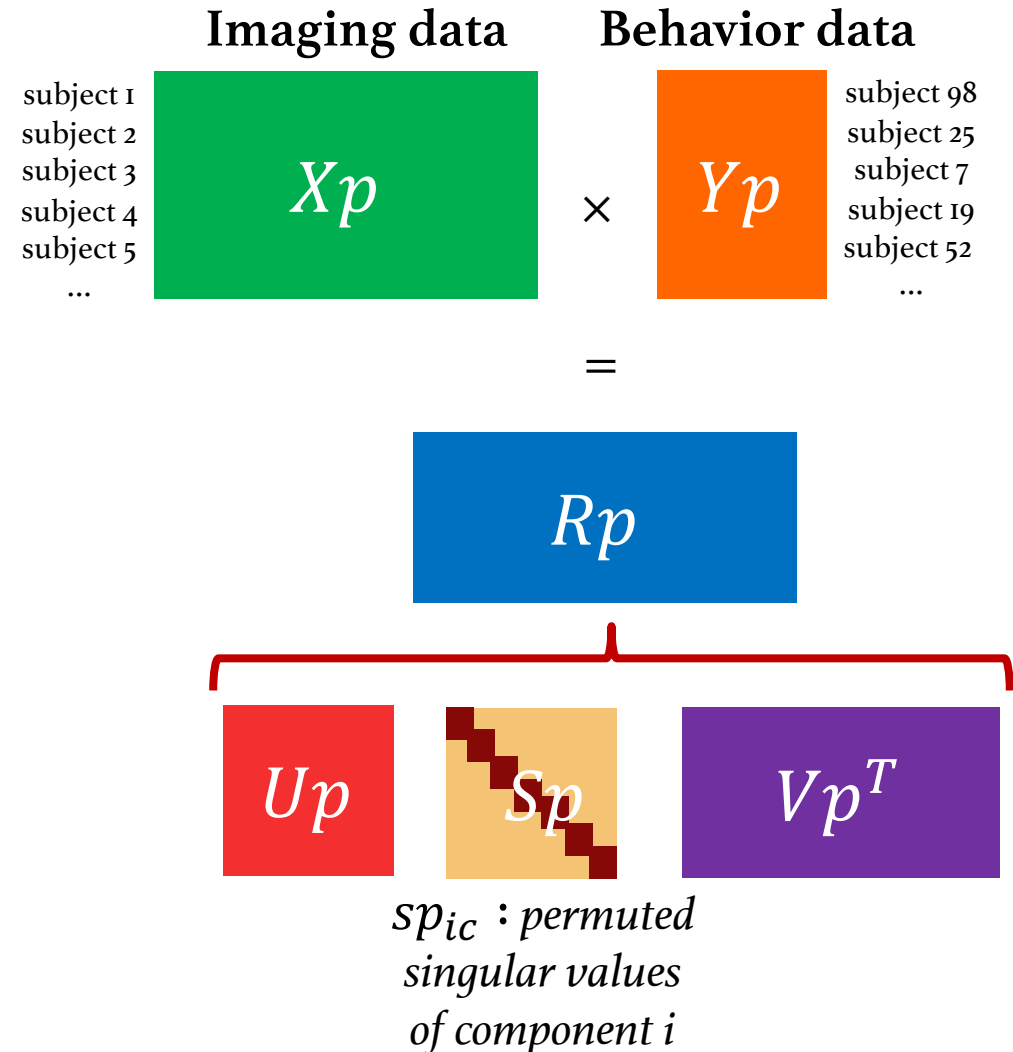 Imaging data
Behavior data
subject 1
subject 2
subject 3
subject 4
subject 5
...
Xp
×
Yp
subject 98
subject 25
subject 7
subject 19
subject 52
...
=
Rp
Up
Sp
Vp^T
sp_ic : permuted
singular values
of component i